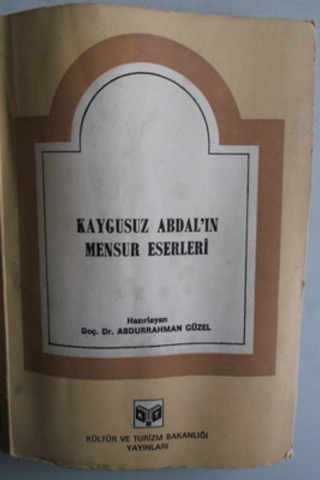 KAYGUSUZ ABDAL'IN
MENSUR ESERLERİ
Hazırlayan
Doç. Dr. ABDURRAHMAN GÜZEL
KÜLTÜR VE TURİZM BAKANLIĞI
YAYINLARI